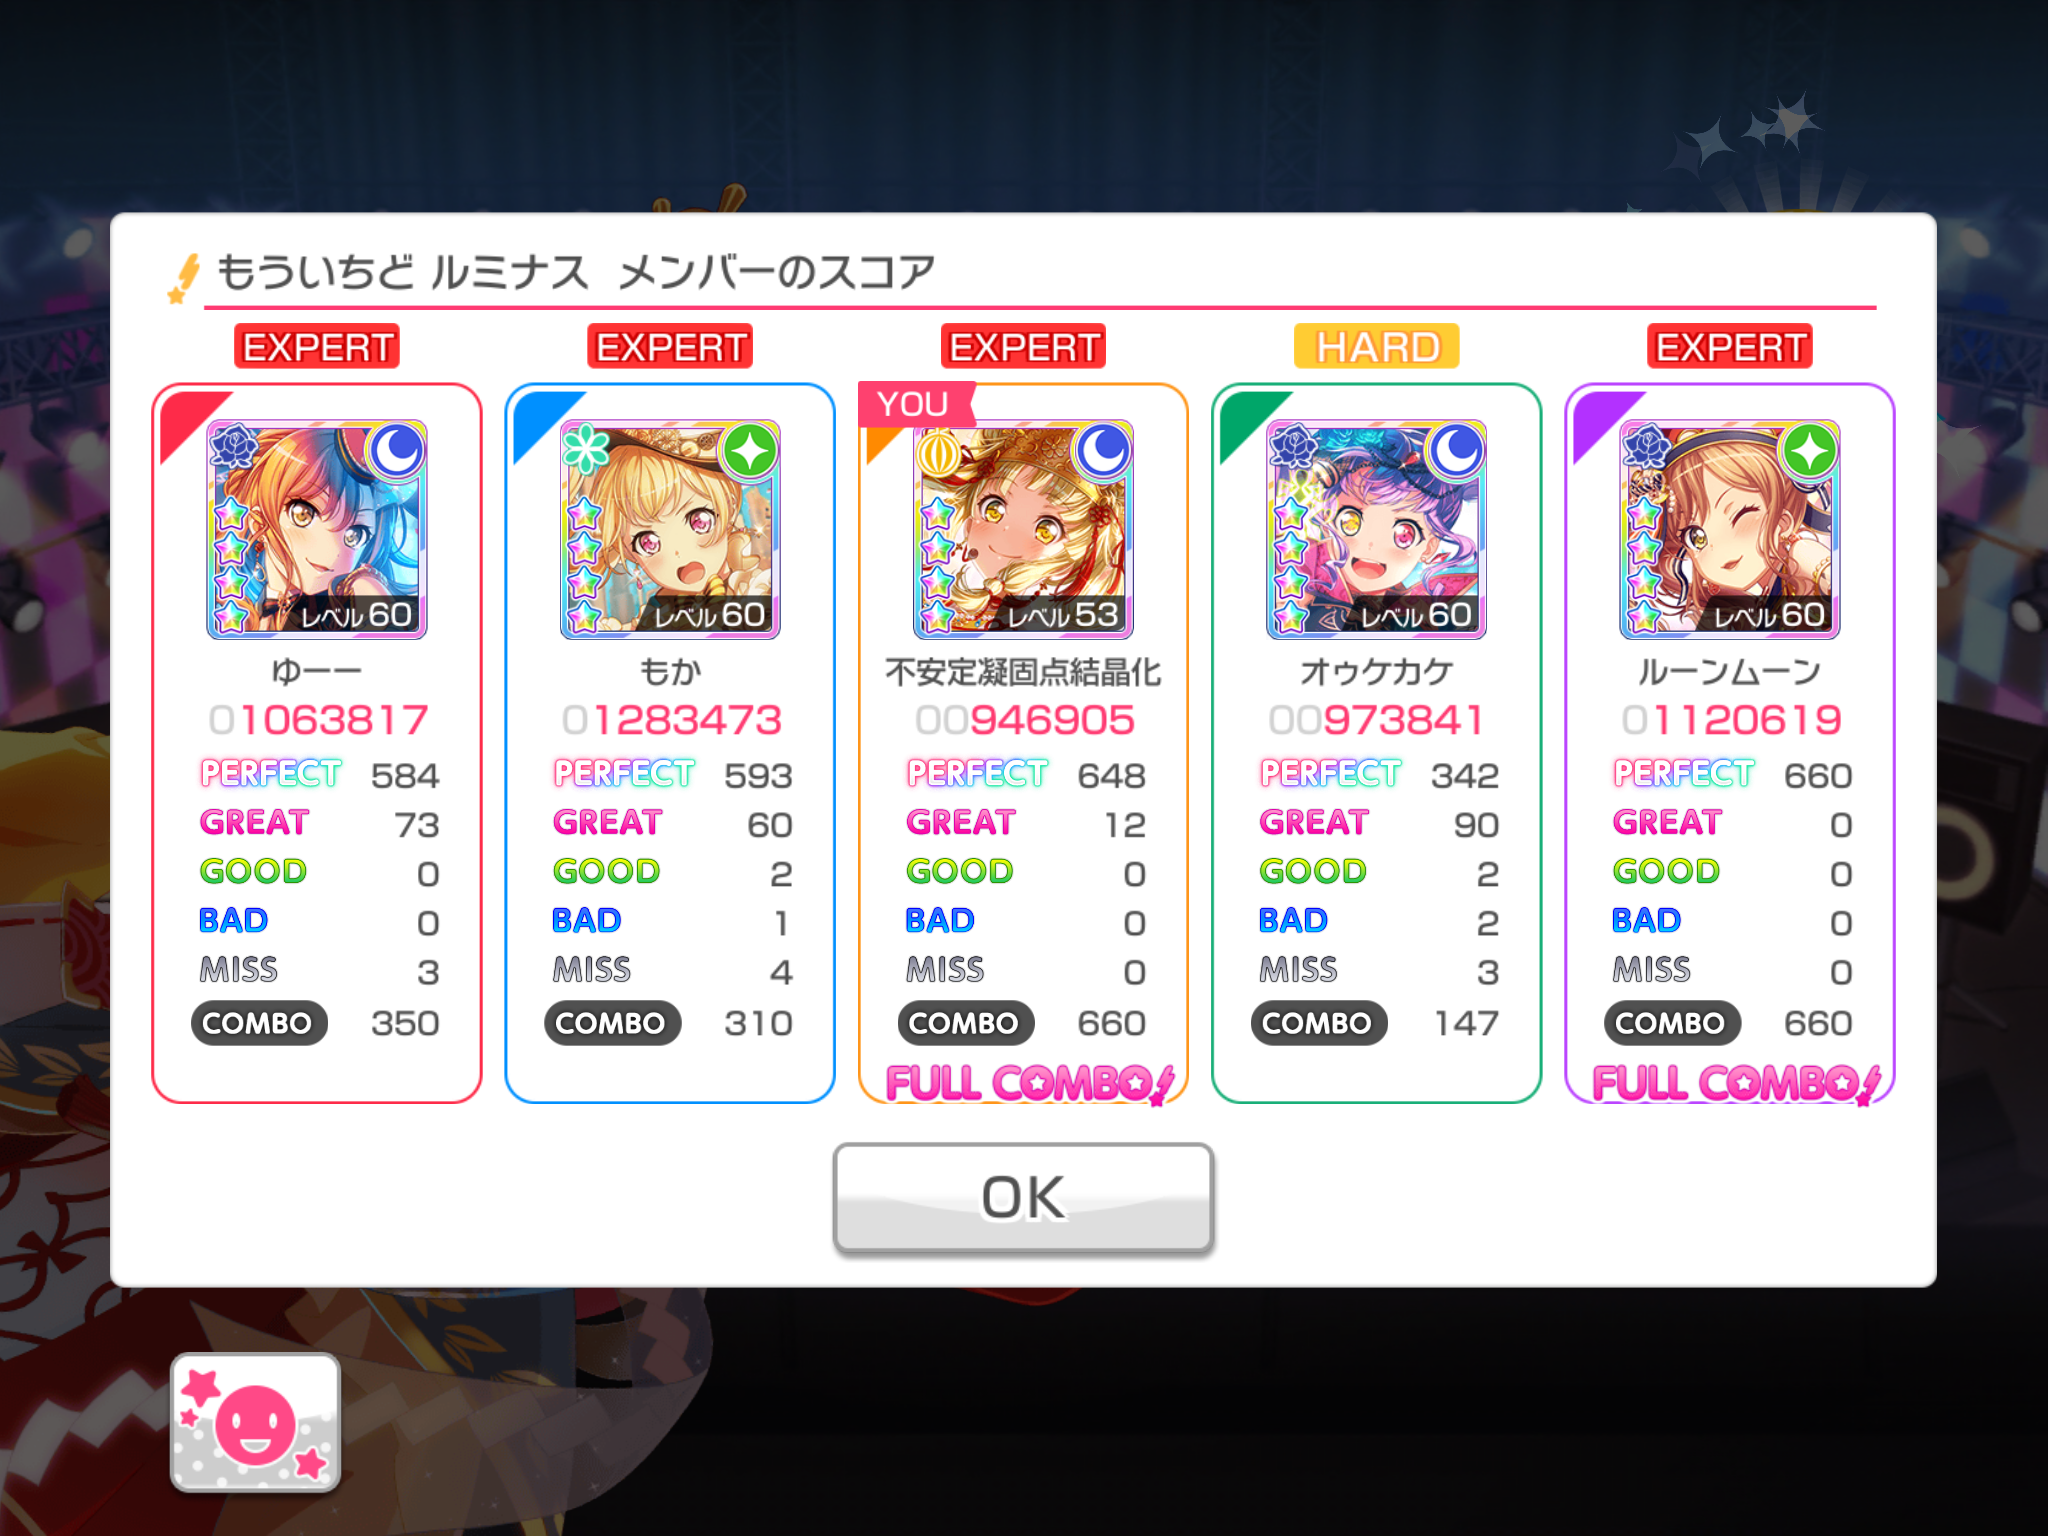 もういちど ルミナス メンバーのスコア
EXPERT
YOU
レベル60
ゆーー
01063817
PERFECT 584
GREAT 73
GOOD 0
BAD 0
MISS 3
COMBO 350
EXPERT
レベル60
もか
01283473
PERFECT 593
GREAT 60
GOOD 2
BAD 1
MISS 4
COMBO 310
EXPERT
レベル53
不安定凝固点結晶化
00946905
PERFECT 648
GREAT 12
GOOD 0
BAD 0
MISS 0
COMBO 660
FULL COMBO!
HARD
レベル60
オゥケカケ
00973841
PERFECT 342
GREAT 90
GOOD 2
BAD 2
MISS 3
COMBO 147
EXPERT
レベル60
ルーンムーン
01120619
PERFECT 660
GREAT 0
GOOD 0
BAD 0
MISS 0
COMBO 660
FULL COMBO!
OK